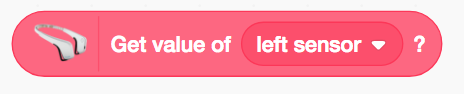 Get value of left sensor ?